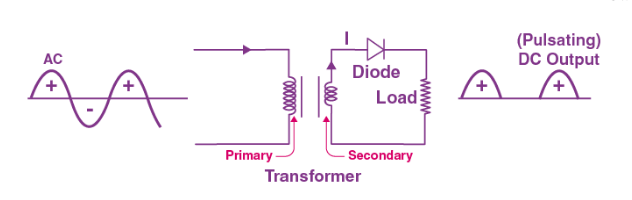 AC
+
-
+
I
Diode
Load
Primary
Secondary
Transformer
(Pulsating)
DC Output
+
+